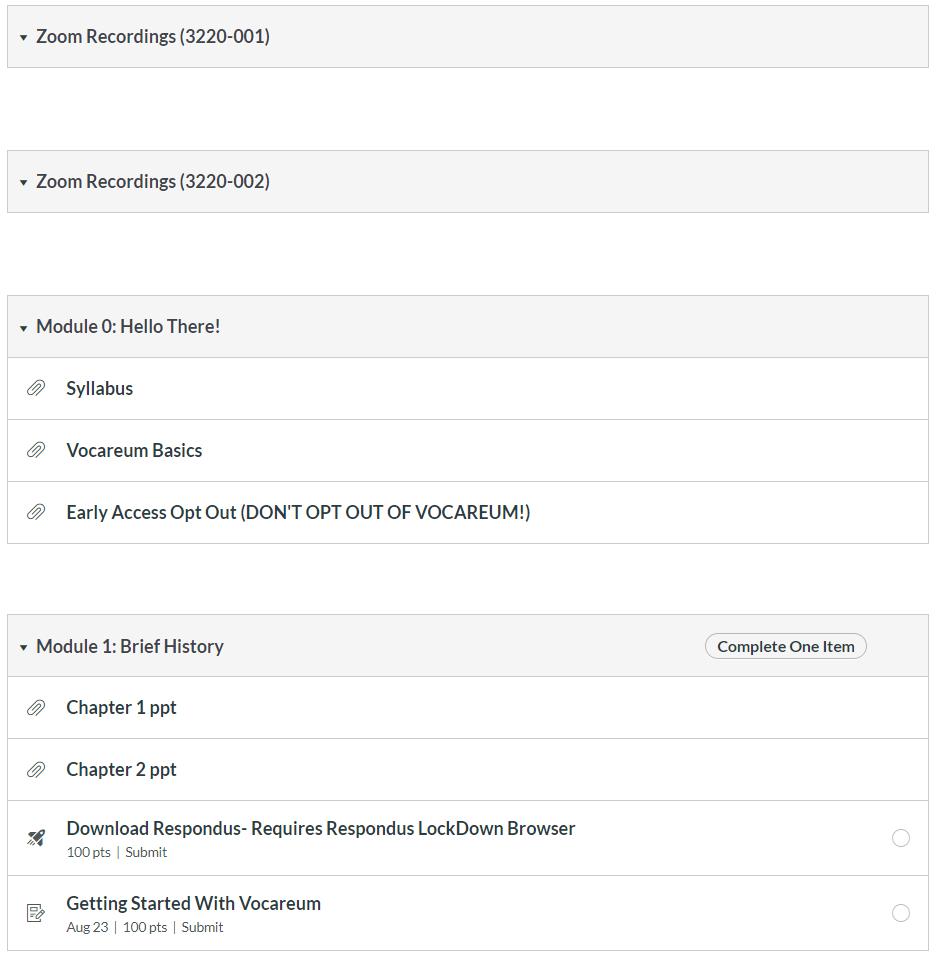 Zoom Recordings (3220-001)
Zoom Recordings (3220-002)
Module 0: Hello There!
Syllabus
Vocareum Basics
Early Access Opt Out (DON'T OPT OUT OF VOCAREUM!)
Module 1: Brief History
Complete One Item
Chapter 1 ppt
Chapter 2 ppt
Download Respondus- Requires Respondus LockDown Browser
100 pts | Submit
Getting Started With Vocareum
Aug 23 | 100 pts | Submit